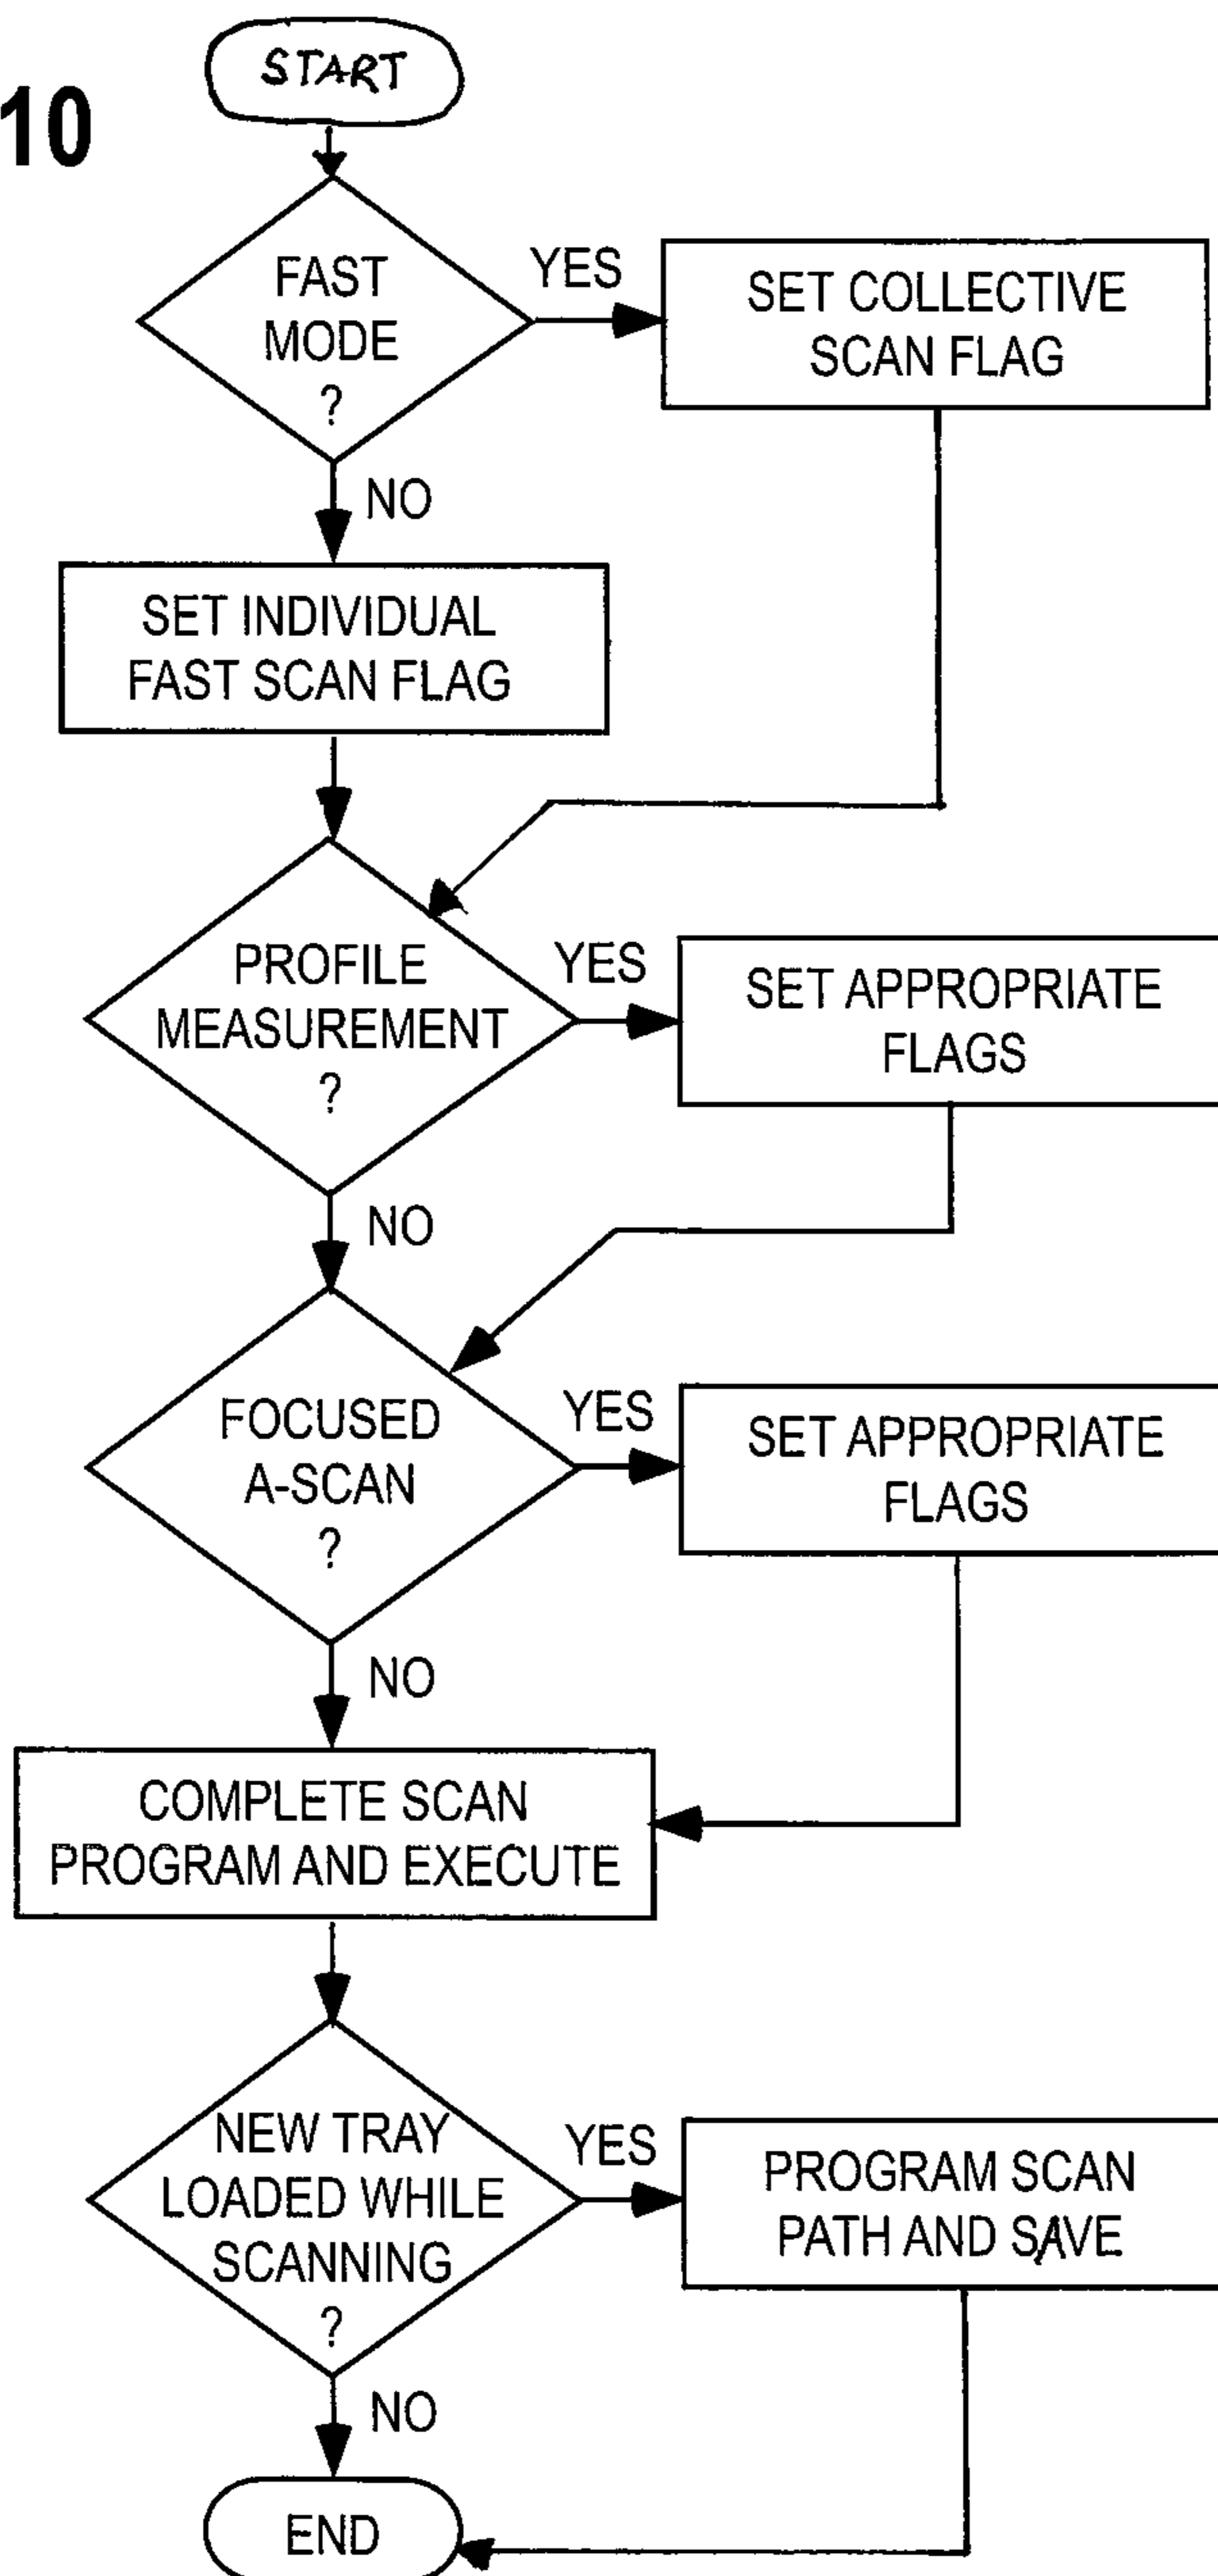 10
START
FAST
MODE
?
YES
SET COLLECTIVE
SCAN FLAG
NO
SET INDIVIDUAL
FAST SCAN FLAG
PROFILE
MEASUREMENT
?
YES
SET APPROPRIATE
FLAGS
NO
FOCUSED
A-SCAN
?
YES
SET APPROPRIATE
FLAGS
NO
COMPLETE SCAN
PROGRAM AND EXECUTE
NEW TRAY
LOADED WHILE
SCANNING
?
YES
PROGRAM SCAN
PATH AND SAVE
NO
END